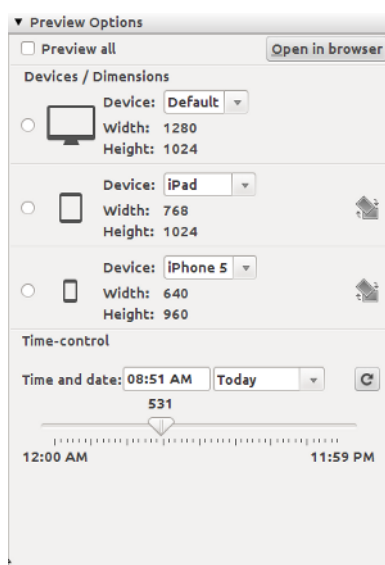 Preview Options
Preview all Open in browser
Devices / Dimensions
Device: Default
Width: 1280
Height: 1024
Device: iPad
Width: 768
Height: 1024
Device: iPhone 5
Width: 640
Height: 960
Time-control
Time and date: 08:51 AM Today
531
12:00 AM 11:59 PM